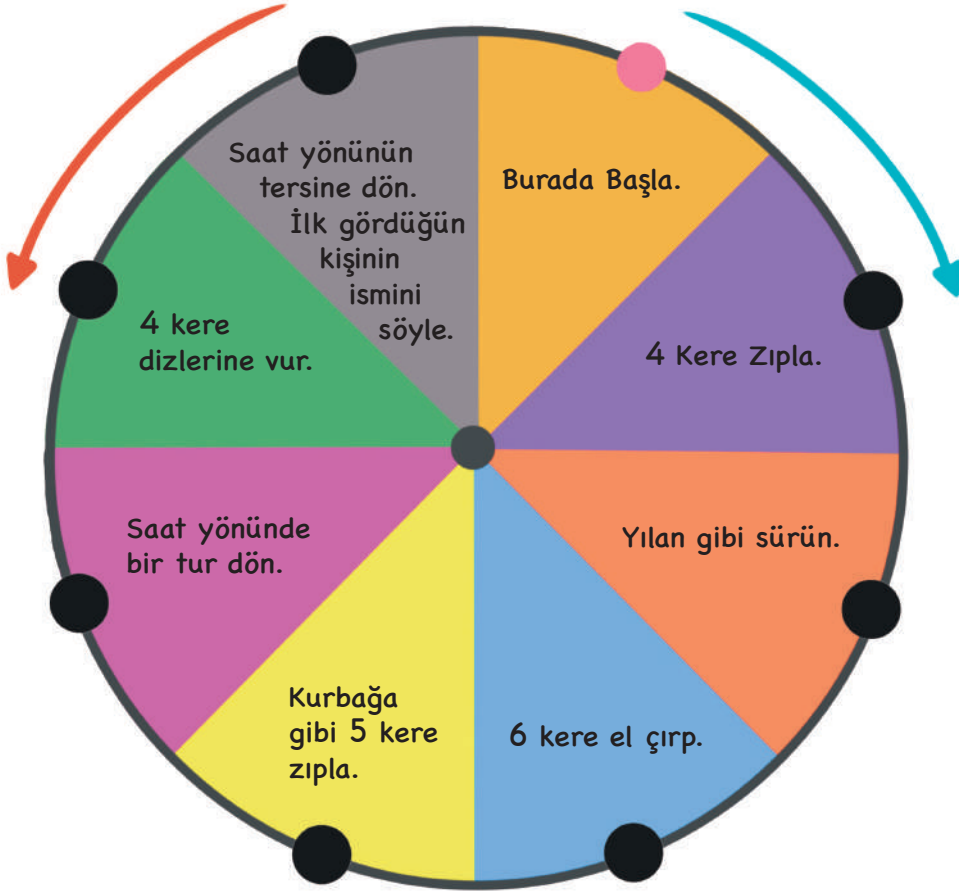 Saat yönünün
tersine dön.
İlk gördüğün
kişinin
ismini
söyle.
Burada Başla.
4 Kere Zıpla.
Yılan gibi sürün.
6 kere el çırp.
Kurbağa
gibi 5 kere
zıpla.
Saat yönünde
bir tur dön.
4 kere
dizlerine vur.